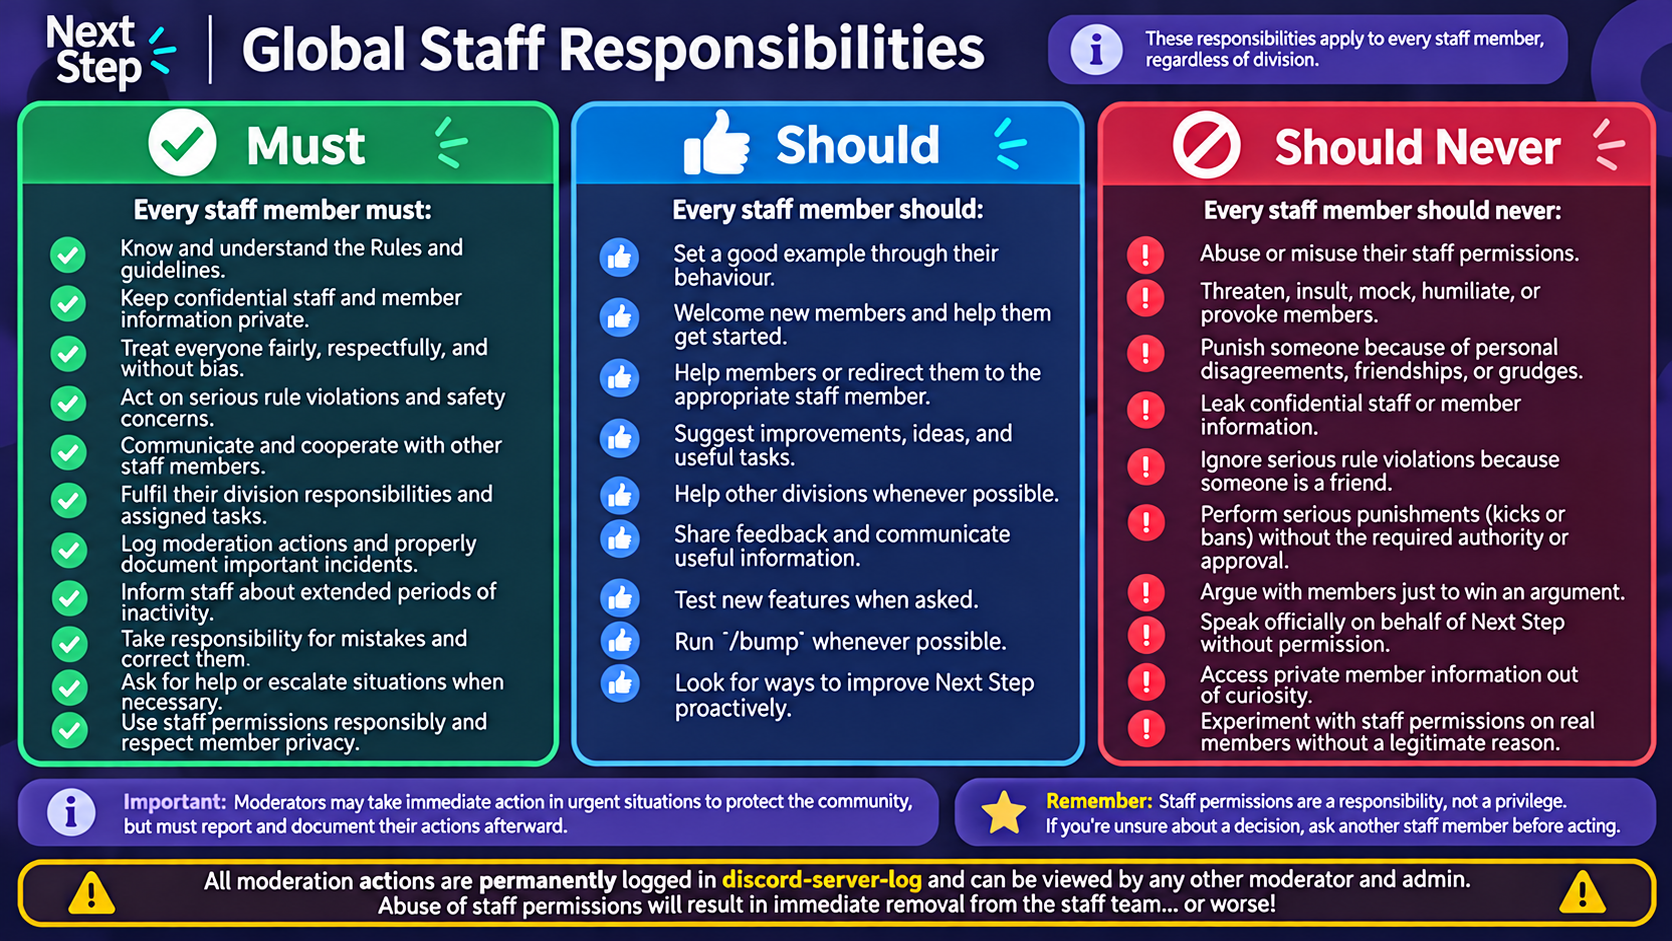 Next
Step
Global Staff Responsibilities
These responsibilities apply to every staff member,
regardless of division.
Must
Every staff member must:
Know and understand the Rules and
guidelines.
Keep confidential staff and member
information private.
Treat everyone fairly, respectfully, and
without bias.
Act on serious rule violations and safety
concerns.
Communicate and cooperate with other
staff members.
Fulfil their division responsibilities and
assigned tasks.
Log moderation actions and properly
document important incidents.
Inform staff about extended periods of
inactivity.
Take responsibility for mistakes and
correct them.
Ask for help or escalate situations when
necessary.
Use staff permissions responsibly and
respect member privacy.
Should
Every staff member should:
Set a good example through their
behaviour.
Welcome new members and help them
get started.
Help members or redirect them to the
appropriate staff member.
Suggest improvements, ideas, and
useful tasks.
Help other divisions whenever possible.
Share feedback and communicate
useful information.
Test new features when asked.
Run `/bump` whenever possible.
Look for ways to improve Next Step
proactively.
Should Never
Every staff member should never:
Abuse or misuse their staff permissions.
Threaten, insult, mock, humiliate, or
provoke members.
Punish someone because of personal
disagreements, friendships, or grudges.
Leak confidential staff or member
information.
Ignore serious rule violations because
someone is a friend.
Perform serious punishments (kicks or
bans) without the required authority or
approval.
Argue with members just to win an argument.
Speak officially on behalf of Next Step
without permission.
Access private member information out
of curiosity.
Experiment with staff permissions on real
members without a legitimate reason.
Important: Moderators may take immediate action in urgent situations to protect the community,
but must report and document their actions afterward.
Remember: Staff permissions are a responsibility, not a privilege.
If you're unsure about a decision, ask another staff member before acting.
All moderation actions are permanently logged in discord-server-log and can be viewed by any other moderator and admin.
Abuse of staff permissions will result in immediate removal from the staff team... or worse!